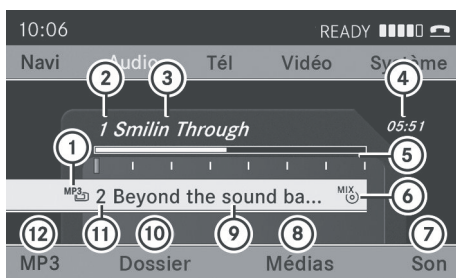 10:06 READY
Navi Audio Tél Vidéo Système
2 3 4
1 Smilin Through 05:51
1 5
MP3 2 Beyond the sound ba... MIX 6
12 11 10 9 8 7
MP3 Dossier Médias Son